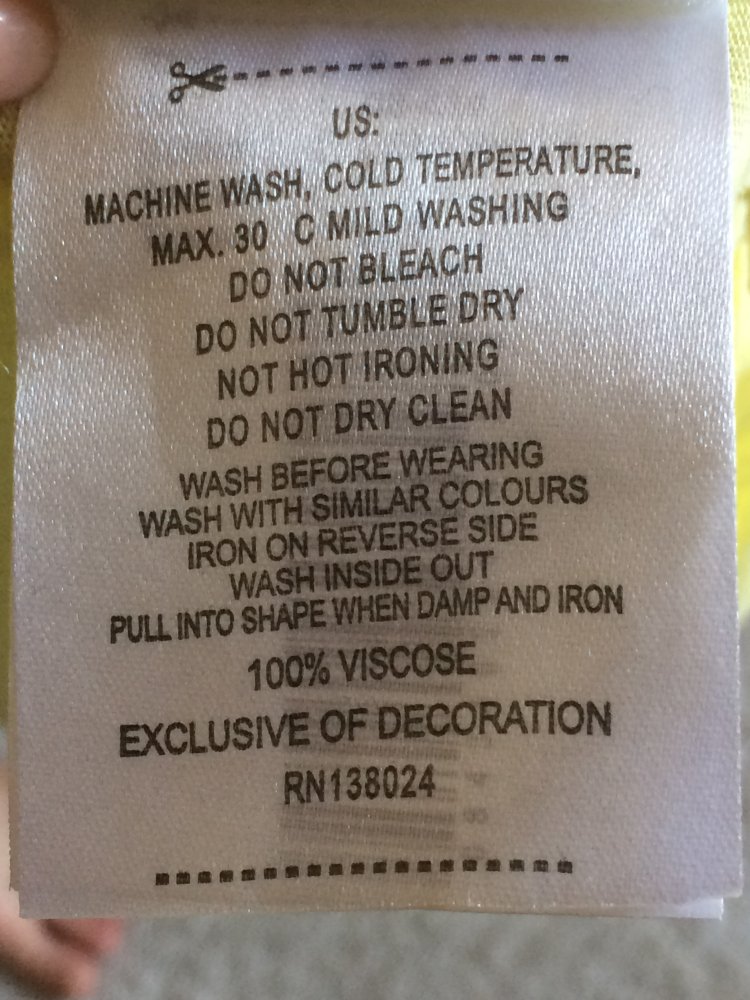 US:
MACHINE WASH, COLD TEMPERATURE,
MAX. 30 C MILD WASHING
DO NOT BLEACH
DO NOT TUMBLE DRY
NOT HOT IRONING
DO NOT DRY CLEAN
WASH BEFORE WEARING
WASH WITH SIMILAR COLOURS
IRON ON REVERSE SIDE
WASH INSIDE OUT
PULL INTO SHAPE WHEN DAMP AND IRON
100% VISCOSE
EXCLUSIVE OF DECORATION
RN138024